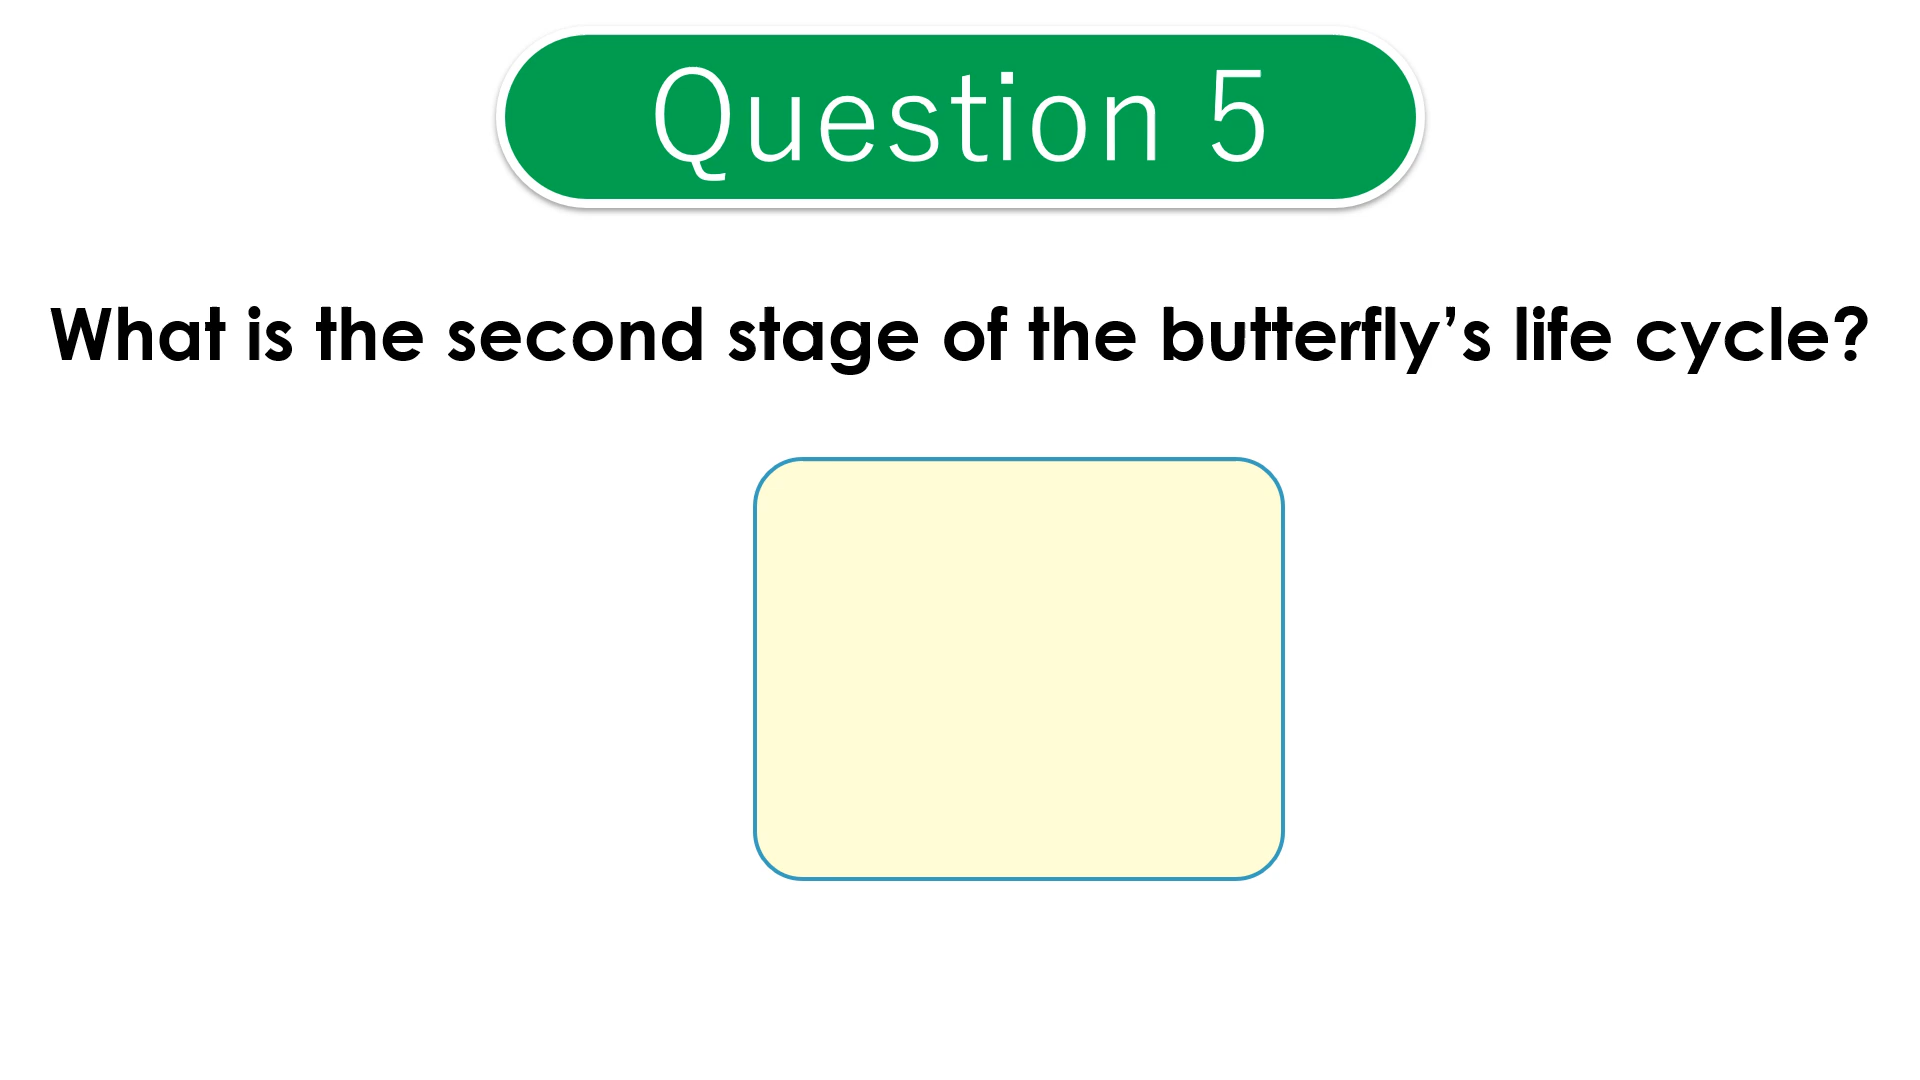 Question 5
What is the second stage of the butterfly’s life cycle?